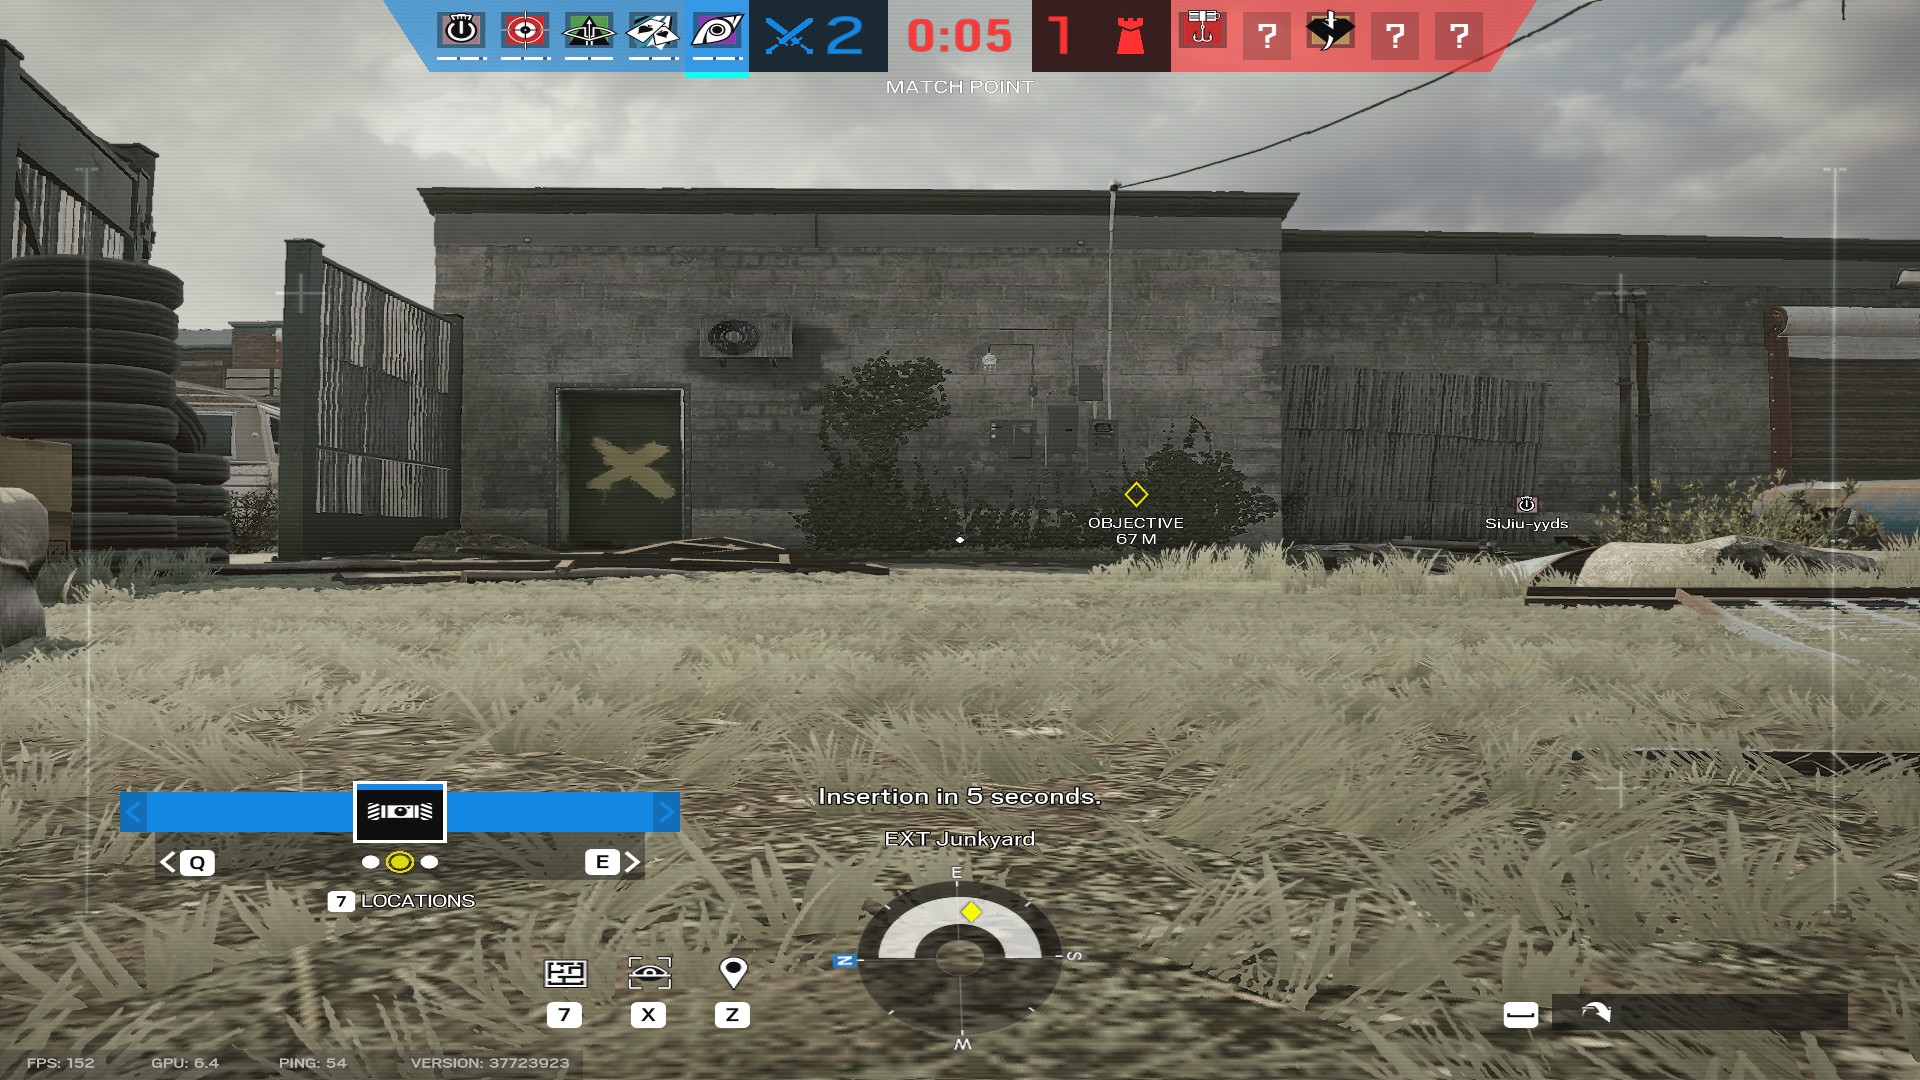 2
0:05
1
?
?
?
MATCH POINT
OBJECTIVE
67 M
SiJiu-yyds
Insertion in 5 seconds.
EXT Junkyard
Q
E
7 LOCATIONS
E
N
S
W
7
X
Z
FPS: 152
GPU: 6.4
PING: 54
VERSION: 37723923